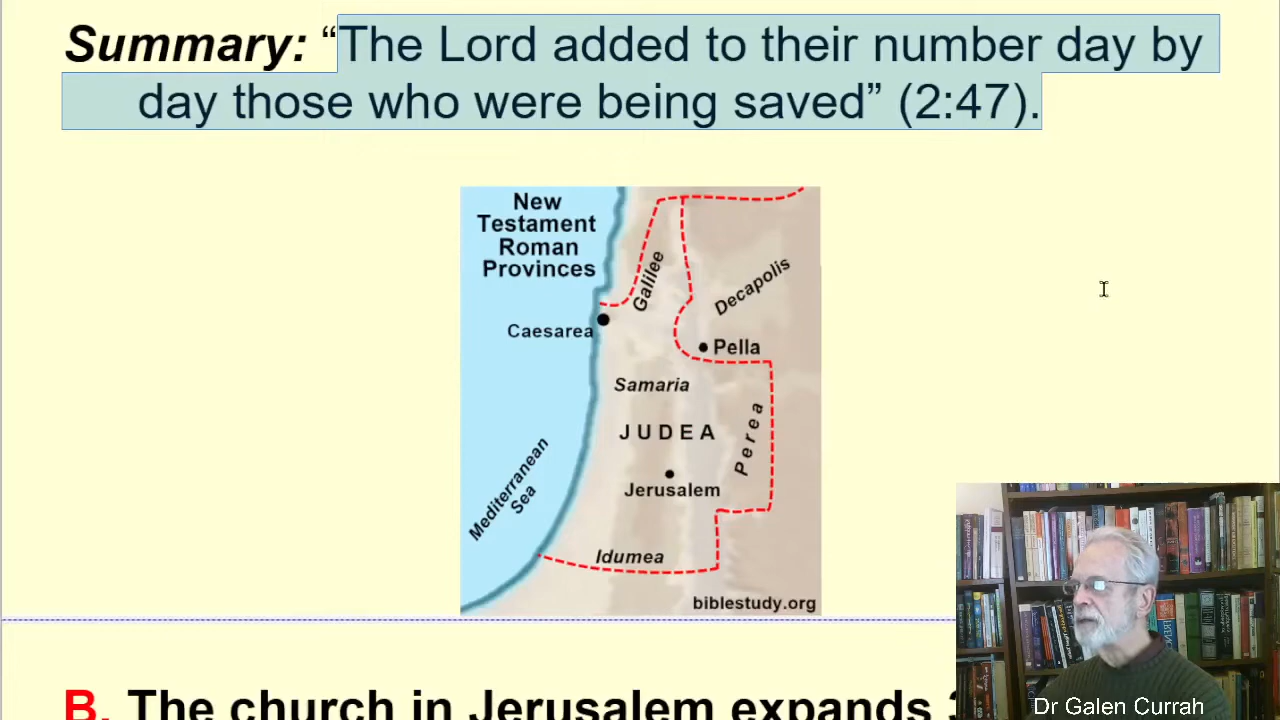 Summary: “The Lord added to their number day by
day those who were being saved” (2:47).
New
Testament
Roman
Provinces
Galilee
Decapolis
Caesarea
Pella
Samaria
JUDEA
Perea
Mediterranean
Sea
Jerusalem
Idumea
biblestudy.org
B. The church in Jerusalem expands
Dr Galen Currah